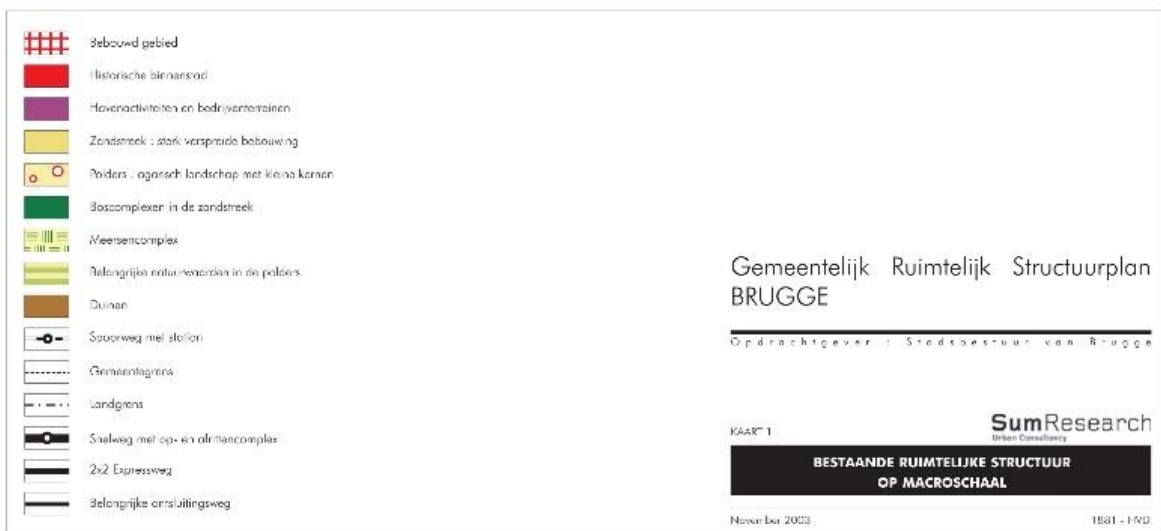 Bebouwd gebied
Historische binnenstad
Havenactiviteiten en bedrijventerreinen
Zandstreek : sterk verspreide bebouwing
Polders : agrarisch landschap met kleine kernen
Boscomplexen in de zandstreek
Meersencomplex
Belangrijke natuurwaarden in de polders
Duinen
Spoorweg met station
Gemeentegrens
Landgrens
Snelweg met op- en afrittencomplex
2x2 Expressweg
Belangrijke ontsluitingsweg
Gemeentelijk Ruimtelijk Structuurplan
BRUGGE
Opdrachtgever : Stadsbestuur van Brugge
KAART 1
SumResearch
Urban Consultancy
BESTAANDE RUIMTELIJKE STRUCTUUR
OP MACROSCHAAL
November 2003
1881 - HVD